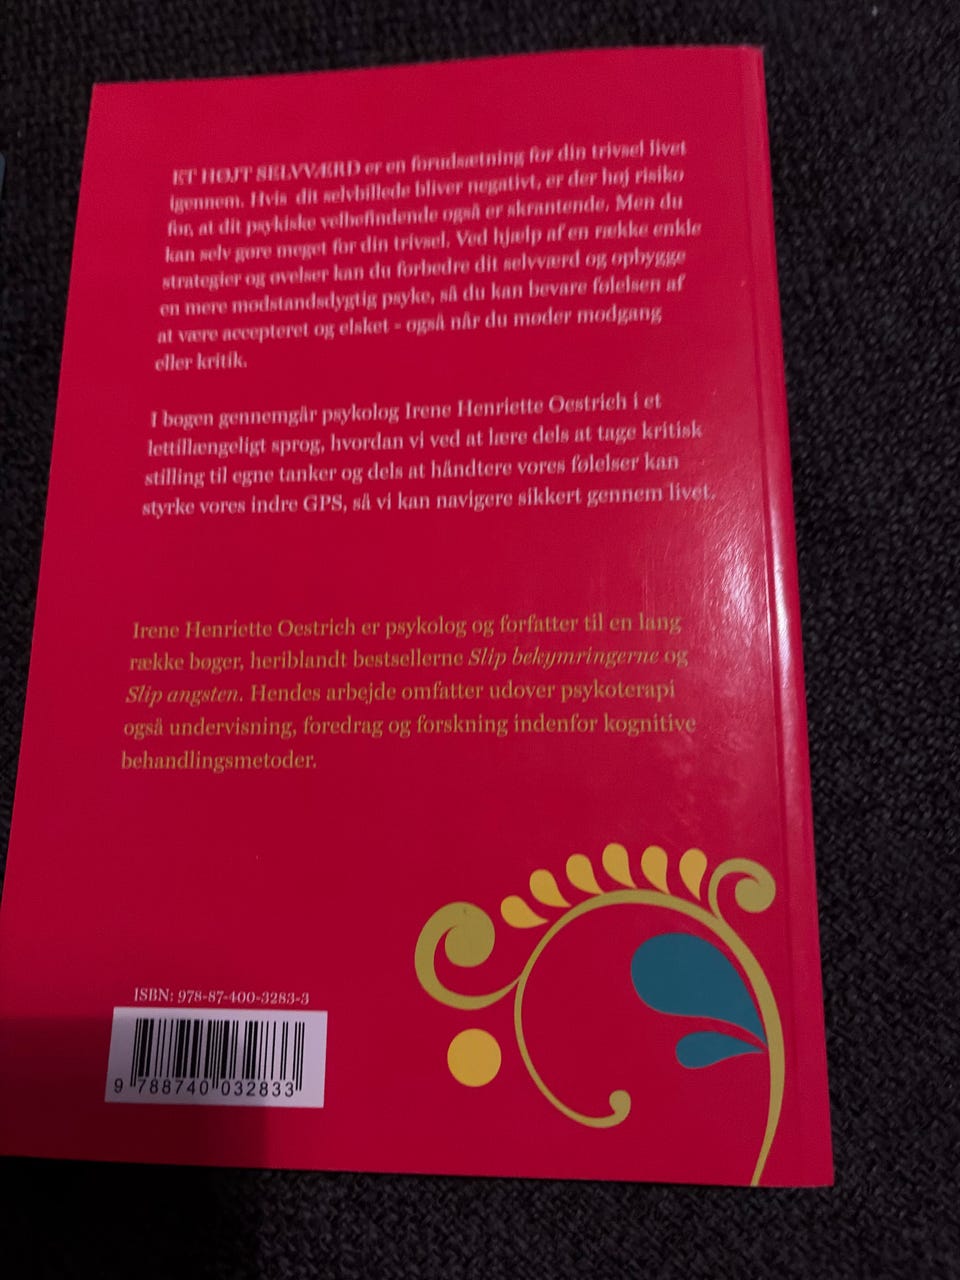 ET HØJT SELVVÆRD er en forudsætning for din trivsel livet
igennem. Hvis dit selvbillede bliver negativt, er der høj risiko
for, at dit psykiske velbefindende også er skrantende. Men du
kan selv gøre meget for din trivsel. Ved hjælp af en række enkle
strategier og øvelser kan du forbedre dit selvværd og opbygge
en mere modstandsdygtig psyke, så du kan bevare følelsen af
at være accepteret og elsket - også når du møder modgang
eller kritik.
I bogen gennemgår psykolog Irene Henriette Oestrich i et
lettillængeligt sprog, hvordan vi ved at lære dels at tage kritisk
stilling til egne tanker og dels at håndtere vores følelser kan
styrke vores indre GPS, så vi kan navigere sikkert gennem livet.
Irene Henriette Oestrich er psykolog og forfatter til en lang
række bøger, heriblandt bestsellerne Slip bekymringerne og
Slip angsten. Hendes arbejde omfatter udover psykoterapi
også undervisning, foredrag og forskning indenfor kognitive
behandlingsmetoder.
ISBN: 978-87-400-3283-3
9 788740 032833